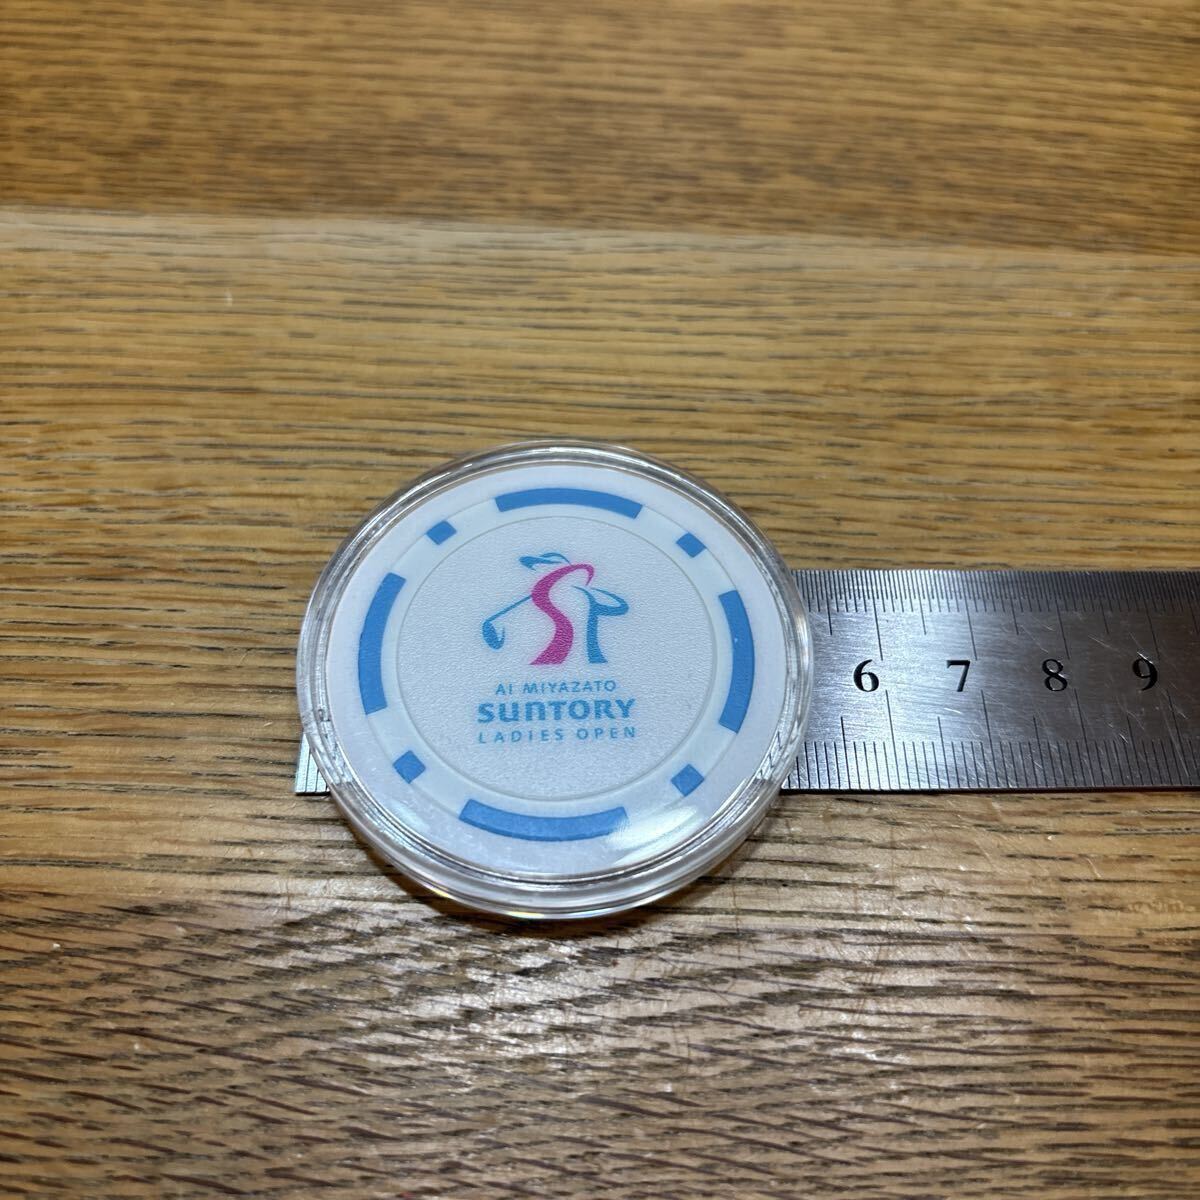 AI MIYAZATO
SUNTORY
LADIES OPEN
6 7 8 9